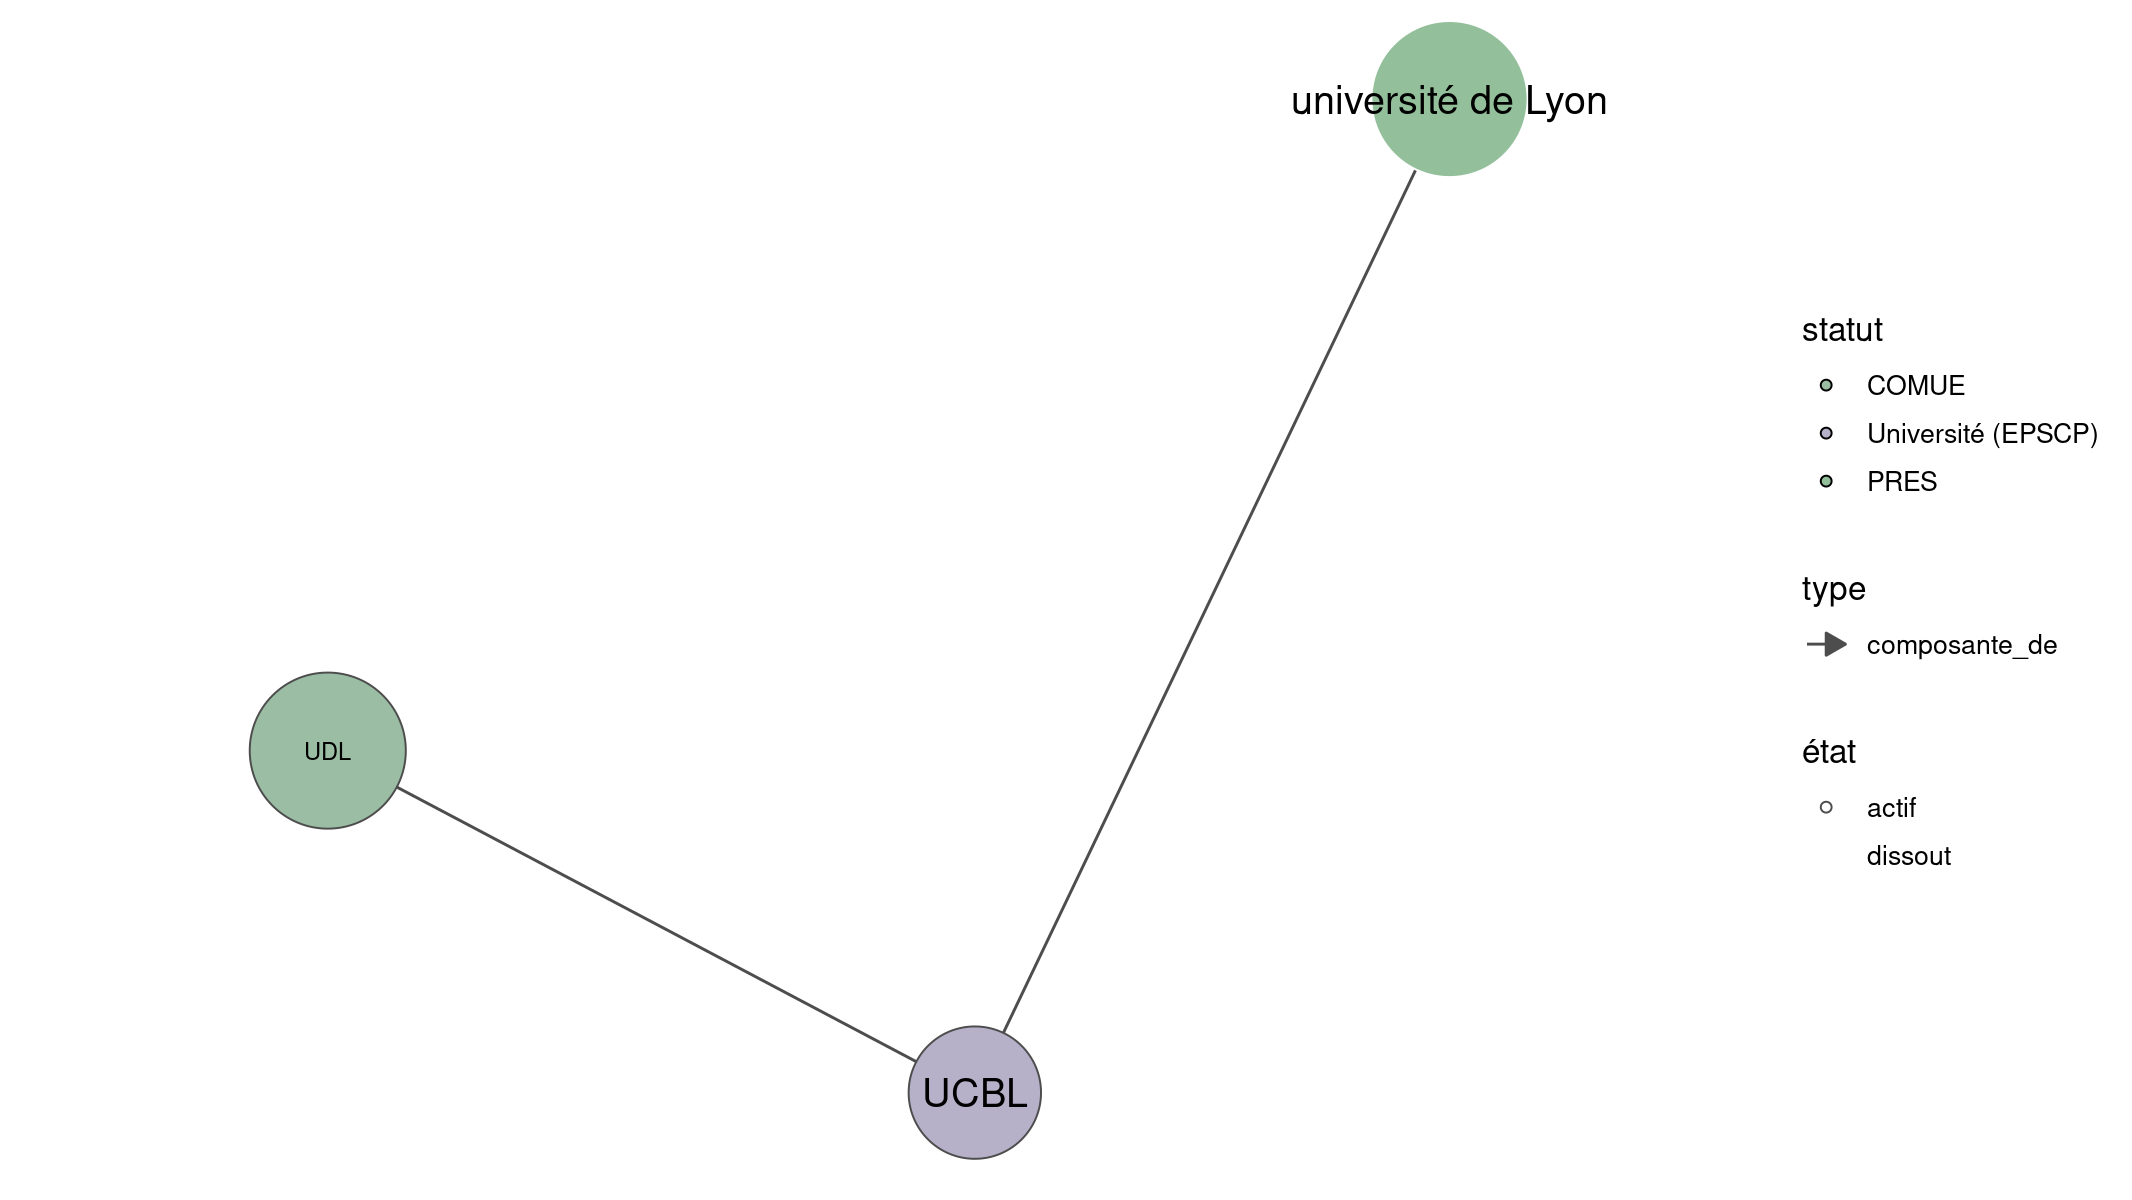 université de Lyon
UDL
UCBL
statut
COMUE
Université (EPSCP)
PRES
type
composante_de
état
actif
dissout